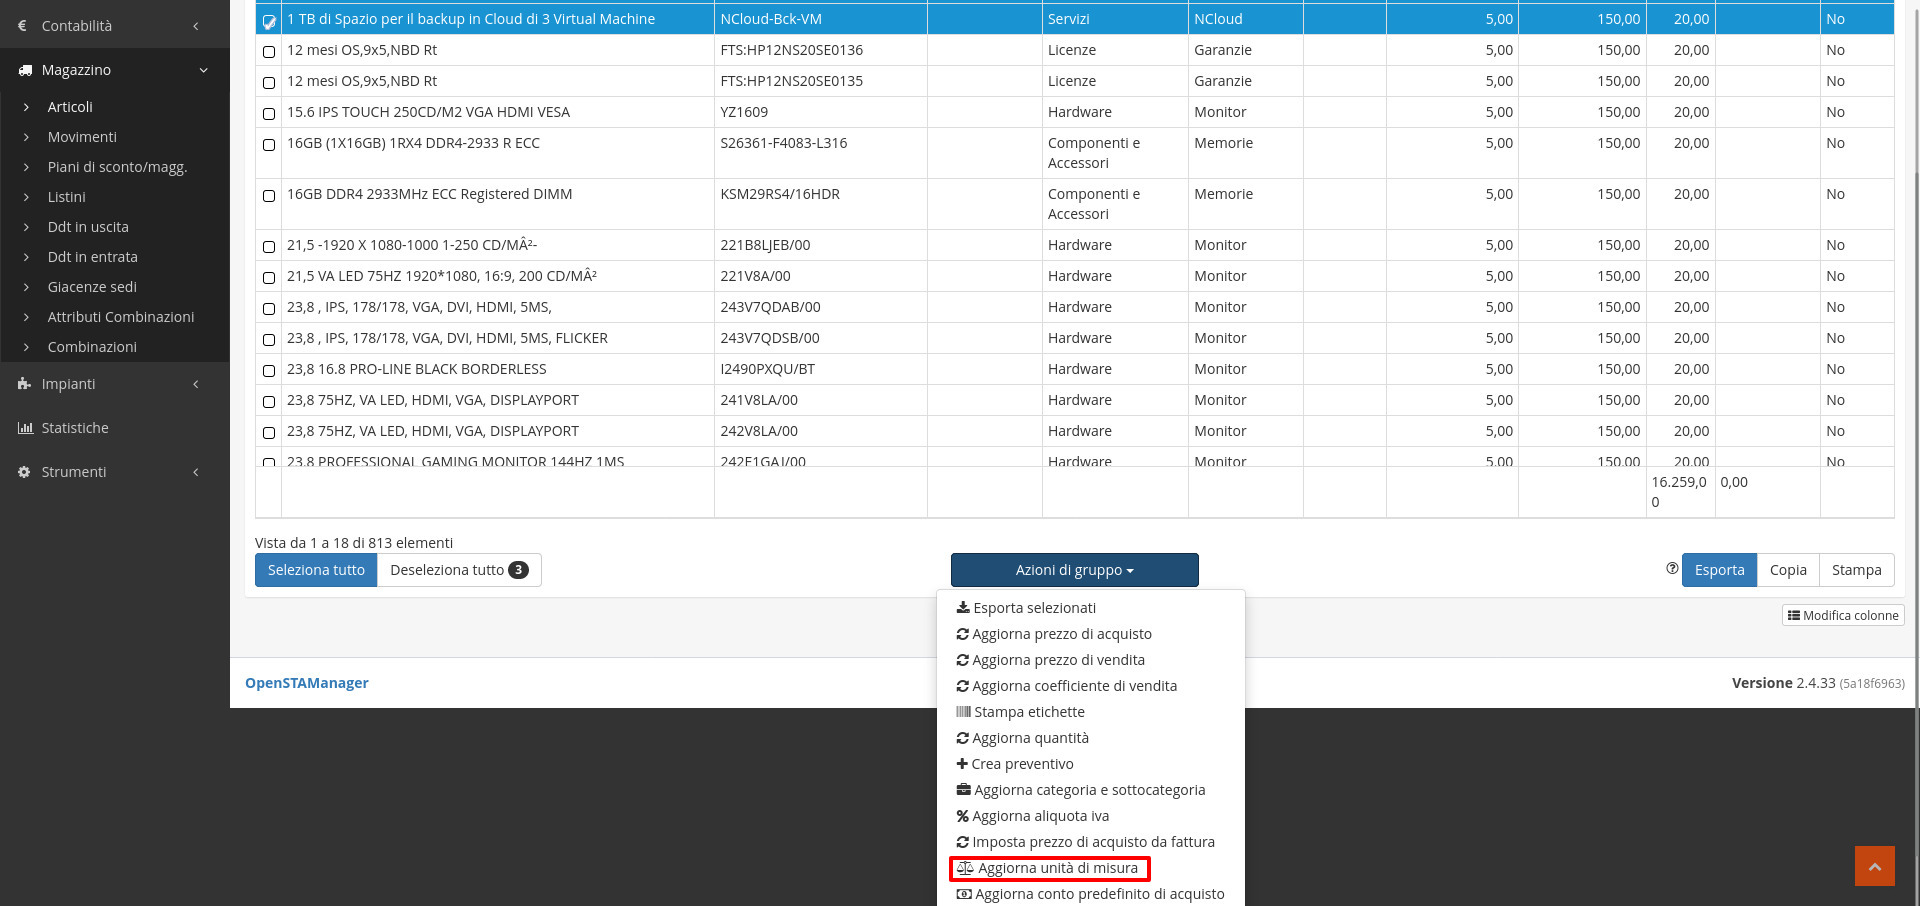 Contabilità
Magazzino
Articoli
Movimenti
Piani di sconto/magg.
Listini
Ddt in uscita
Ddt in entrata
Giacenze sedi
Attributi Combinazioni
Combinazioni
Impianti
Statistiche
Strumenti
1 TB di Spazio per il backup in Cloud di 3 Virtual Machine NCloud-Bck-VM Servizi NCloud 5,00 150,00 20,00 No
12 mesi OS,9x5,NBD Rt FTS:HP12NS20SE0136 Licenze Garanzie 5,00 150,00 20,00 No
12 mesi OS,9x5,NBD Rt FTS:HP12NS20SE0135 Licenze Garanzie 5,00 150,00 20,00 No
15.6 IPS TOUCH 250CD/M2 VGA HDMI VESA YZ1609 Hardware Monitor 5,00 150,00 20,00 No
16GB (1X16GB) 1RX4 DDR4-2933 R ECC S26361-F4083-L316 Componenti e Memorie 5,00 150,00 20,00 No
Accessori
16GB DDR4 2933MHz ECC Registered DIMM KSM29RS4/16HDR Componenti e Memorie 5,00 150,00 20,00 No
Accessori
21,5 -1920 X 1080-1000 1-250 CD/MÂ²- 221B8LJEB/00 Hardware Monitor 5,00 150,00 20,00 No
21,5 VA LED 75HZ 1920*1080, 16:9, 200 CD/MÂ² 221V8A/00 Hardware Monitor 5,00 150,00 20,00 No
23,8 , IPS, 178/178, VGA, DVI, HDMI, 5MS, 243V7QDAB/00 Hardware Monitor 5,00 150,00 20,00 No
23,8 , IPS, 178/178, VGA, DVI, HDMI, 5MS, FLICKER 243V7QDSB/00 Hardware Monitor 5,00 150,00 20,00 No
23,8 16.8 PRO-LINE BLACK BORDERLESS I2490PXQU/BT Hardware Monitor 5,00 150,00 20,00 No
23,8 75HZ, VA LED, HDMI, VGA, DISPLAYPORT 241V8LA/00 Hardware Monitor 5,00 150,00 20,00 No
23,8 75HZ, VA LED, HDMI, VGA, DISPLAYPORT 242V8LA/00 Hardware Monitor 5,00 150,00 20,00 No
23,8 PROFESSIONAL GAMING MONITOR 144HZ 1MS 242E1GAJ/00 Hardware Monitor 5,00 150,00 20,00 No
16.259,0 0,00
0
Vista da 1 a 18 di 813 elementi
Seleziona tutto Deseleziona tutto 3 Azioni di gruppo Esporta Copia Stampa
Modifica colonne
Esporta selezionati
Aggiorna prezzo di acquisto
Aggiorna prezzo di vendita
Aggiorna coefficiente di vendita
Stampa etichette
Aggiorna quantità
Crea preventivo
Aggiorna categoria e sottocategoria
Aggiorna aliquota iva
Imposta prezzo di acquisto da fattura
Aggiorna unità di misura
Aggiorna conto predefinito di acquisto
OpenSTAManager Versione 2.4.33 (5a18f6963)